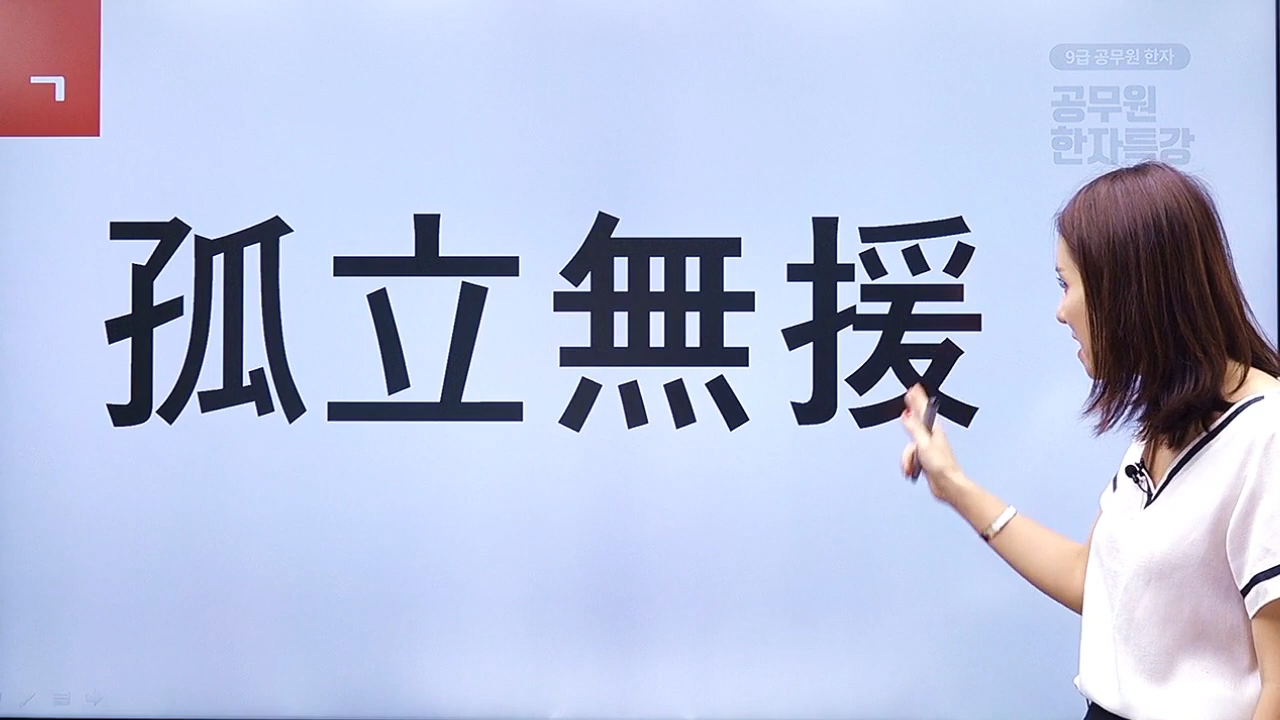 ㄱ
9급 공무원 한자
공무원
한자특강
孤立無援